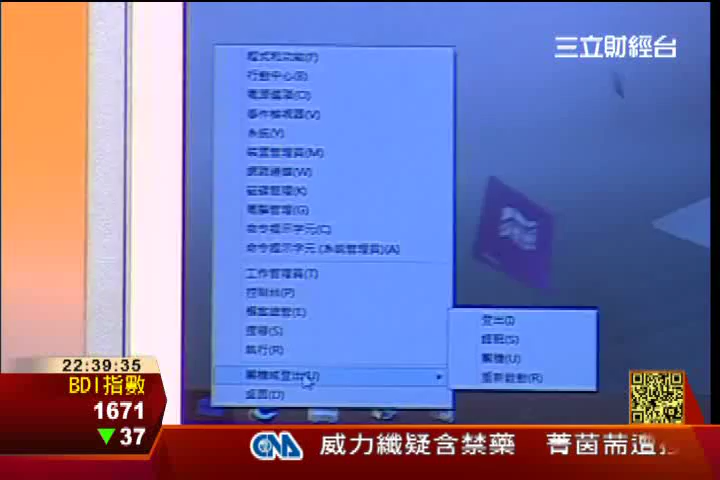 三立財經台
程式和功能(F)
行動中心(B)
電源選項(O)
事件檢視器(V)
系統(Y)
裝置管理員(M)
網路連線(W)
磁碟管理(K)
電腦管理(G)
命令提示字元(C)
命令提示字元 (系統管理員)(A)
工作管理員(T)
控制台(P)
檔案總管(E)
搜尋(S)
執行(R)
關機或登出(U)
桌面(D)
登出(I)
睡眠(S)
關機(U)
重新啟動(R)
22:39:35
BDI指數
1671
▼37
CNA 威力纖疑含禁藥 菁茵荋遭